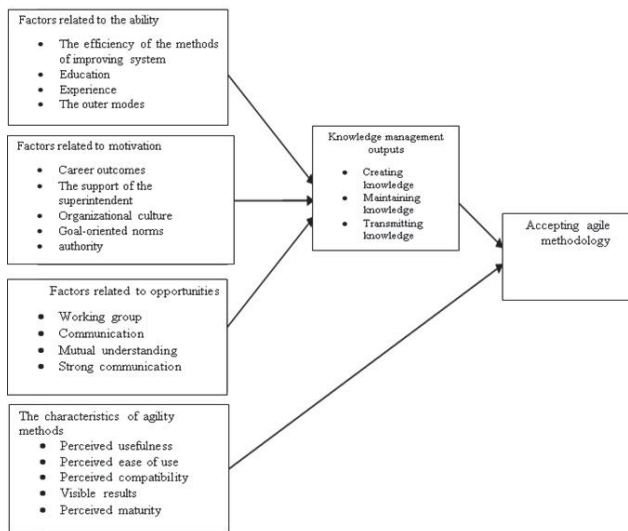 Factors related to the ability
• The efficiency of the methods
of improving system
• Education
• Experience
• The outer modes
Factors related to motivation
• Career outcomes
• The support of the
superintendent
• Organizational culture
• Goal-oriented norms
• authority
Factors related to opportunities
• Working group
• Communication
• Mutual understanding
• Strong communication
The characteristics of agility
methods
• Perceived usefulness
• Perceived ease of use
• Perceived compatibility
• Visible results
• Perceived maturity
Knowledge management
outputs
• Creating
knowledge
• Maintaining
knowledge
• Transmitting
knowledge
Accepting agile
methodology